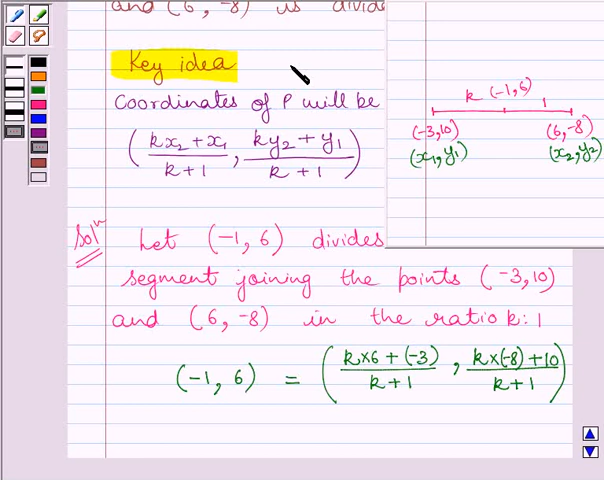 and (6, -8) is divid
Key idea
Coordinates of P will be
(kx₂+x₁/k+1, ky₂+y₁/k+1)
k (-1,6) 1
(-3,10) (6,-8)
(x₁,y₁) (x₂,y₂)
Solⁿ Let (-1, 6) divides
segment joining the points (-3,10)
and (6, -8) in the ratio k:1
(-1, 6) = (k×6+(-3)/k+1, k×(-8)+10/k+1)